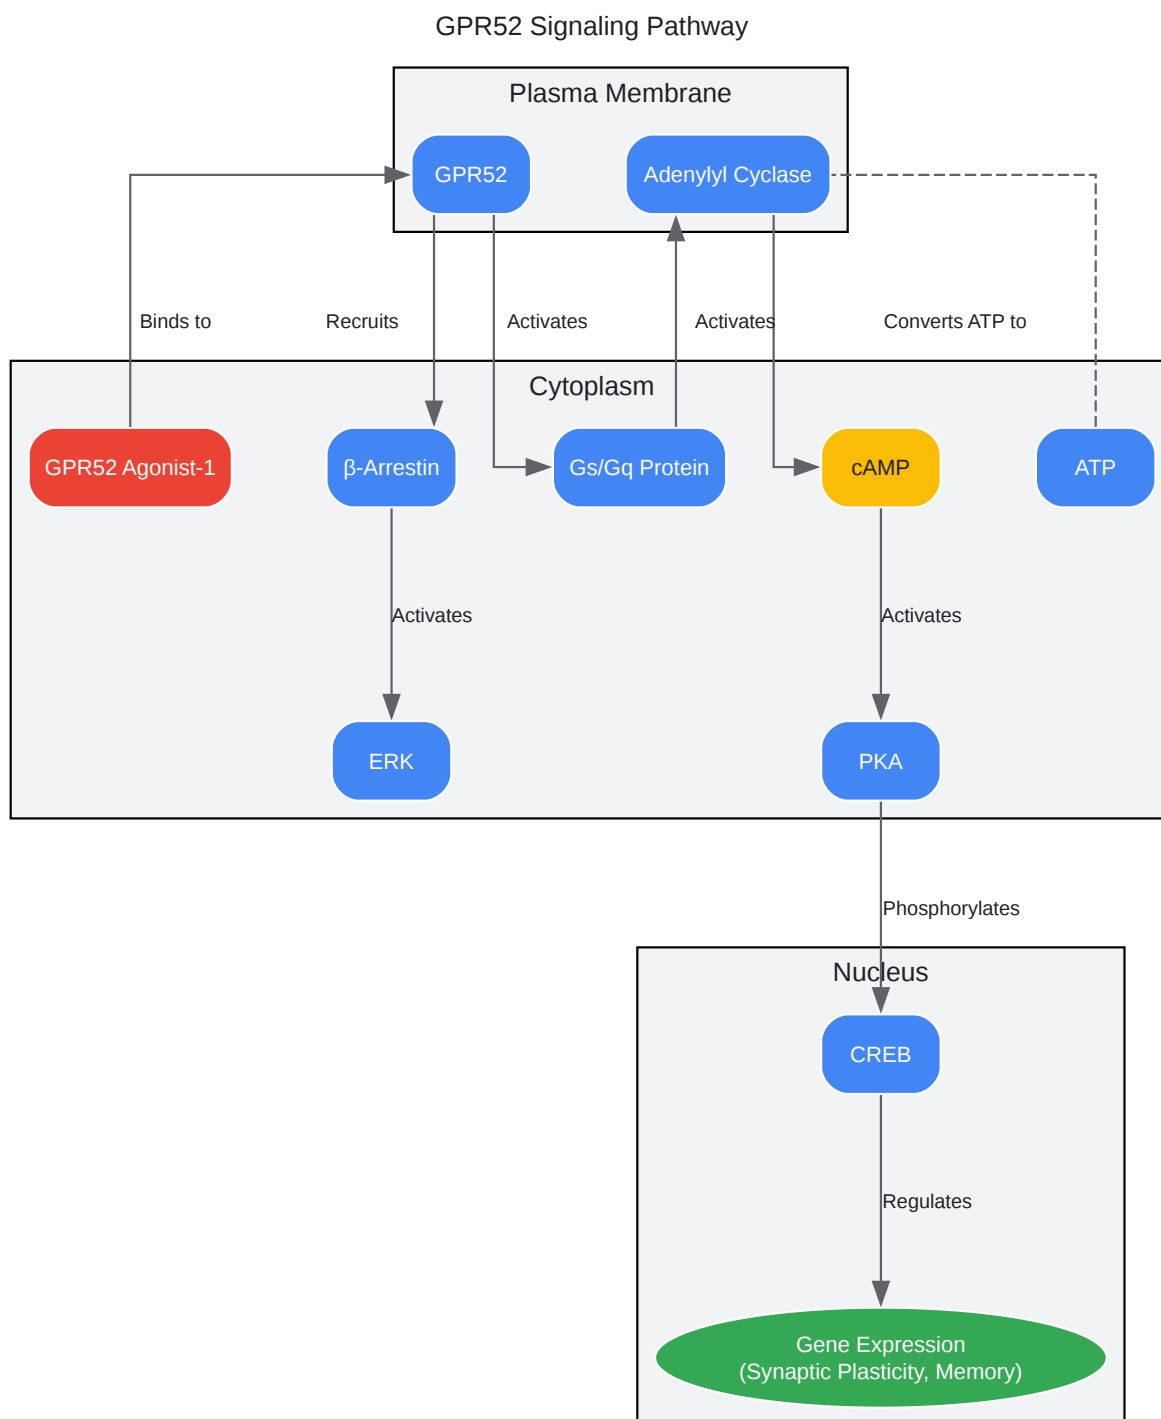 GPR52 Signaling Pathway
Plasma Membrane
GPR52
Adenylyl Cyclase
Binds to
Recruits
Activates
Activates
Converts ATP to
Cytoplasm
GPR52 Agonist-1
β-Arrestin
Gs/Gq Protein
cAMP
ATP
Activates
Activates
ERK
PKA
Phosphorylates
Nucleus
CREB
Regulates
Gene Expression
(Synaptic Plasticity, Memory)